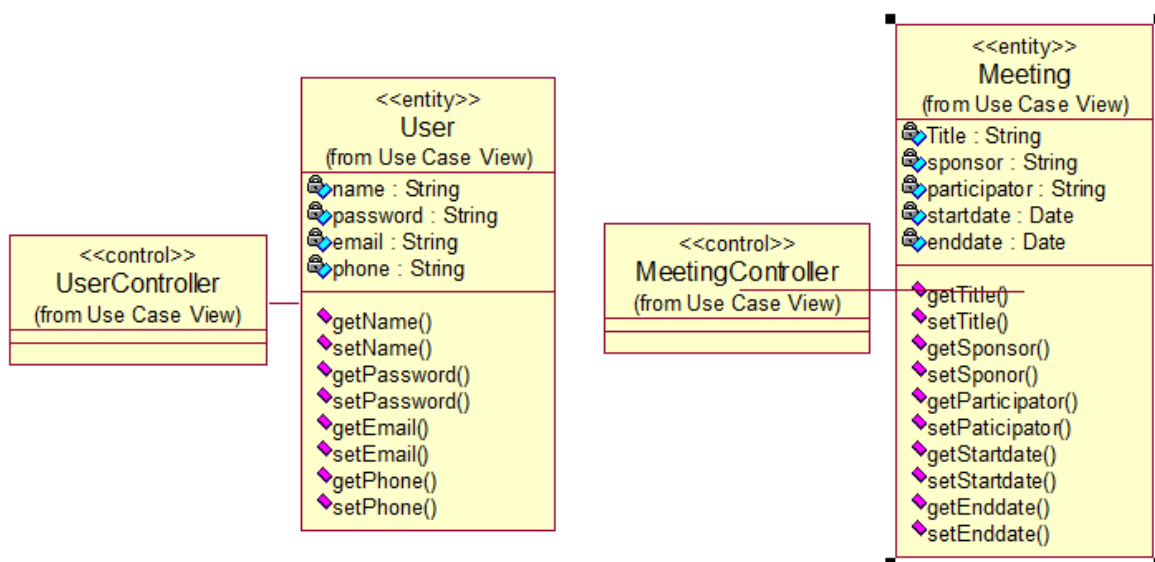 <<control>>
UserController
(from Use Case View)
<<entity>>
User
(from Use Case View)
name : String
password : String
email : String
phone : String
getName()
setName()
getPassword()
setPassword()
getEmail()
setEmail()
getPhone()
setPhone()
<<control>>
MeetingController
(from Use Case View)
<<entity>>
Meeting
(from Use Case View)
Title : String
sponsor : String
participator : String
startdate : Date
enddate : Date
getTitle()
setTitle()
getSponsor()
setSponor()
getParticipator()
setPaticipator()
getStartdate()
setStartdate()
getEnddate()
setEnddate()